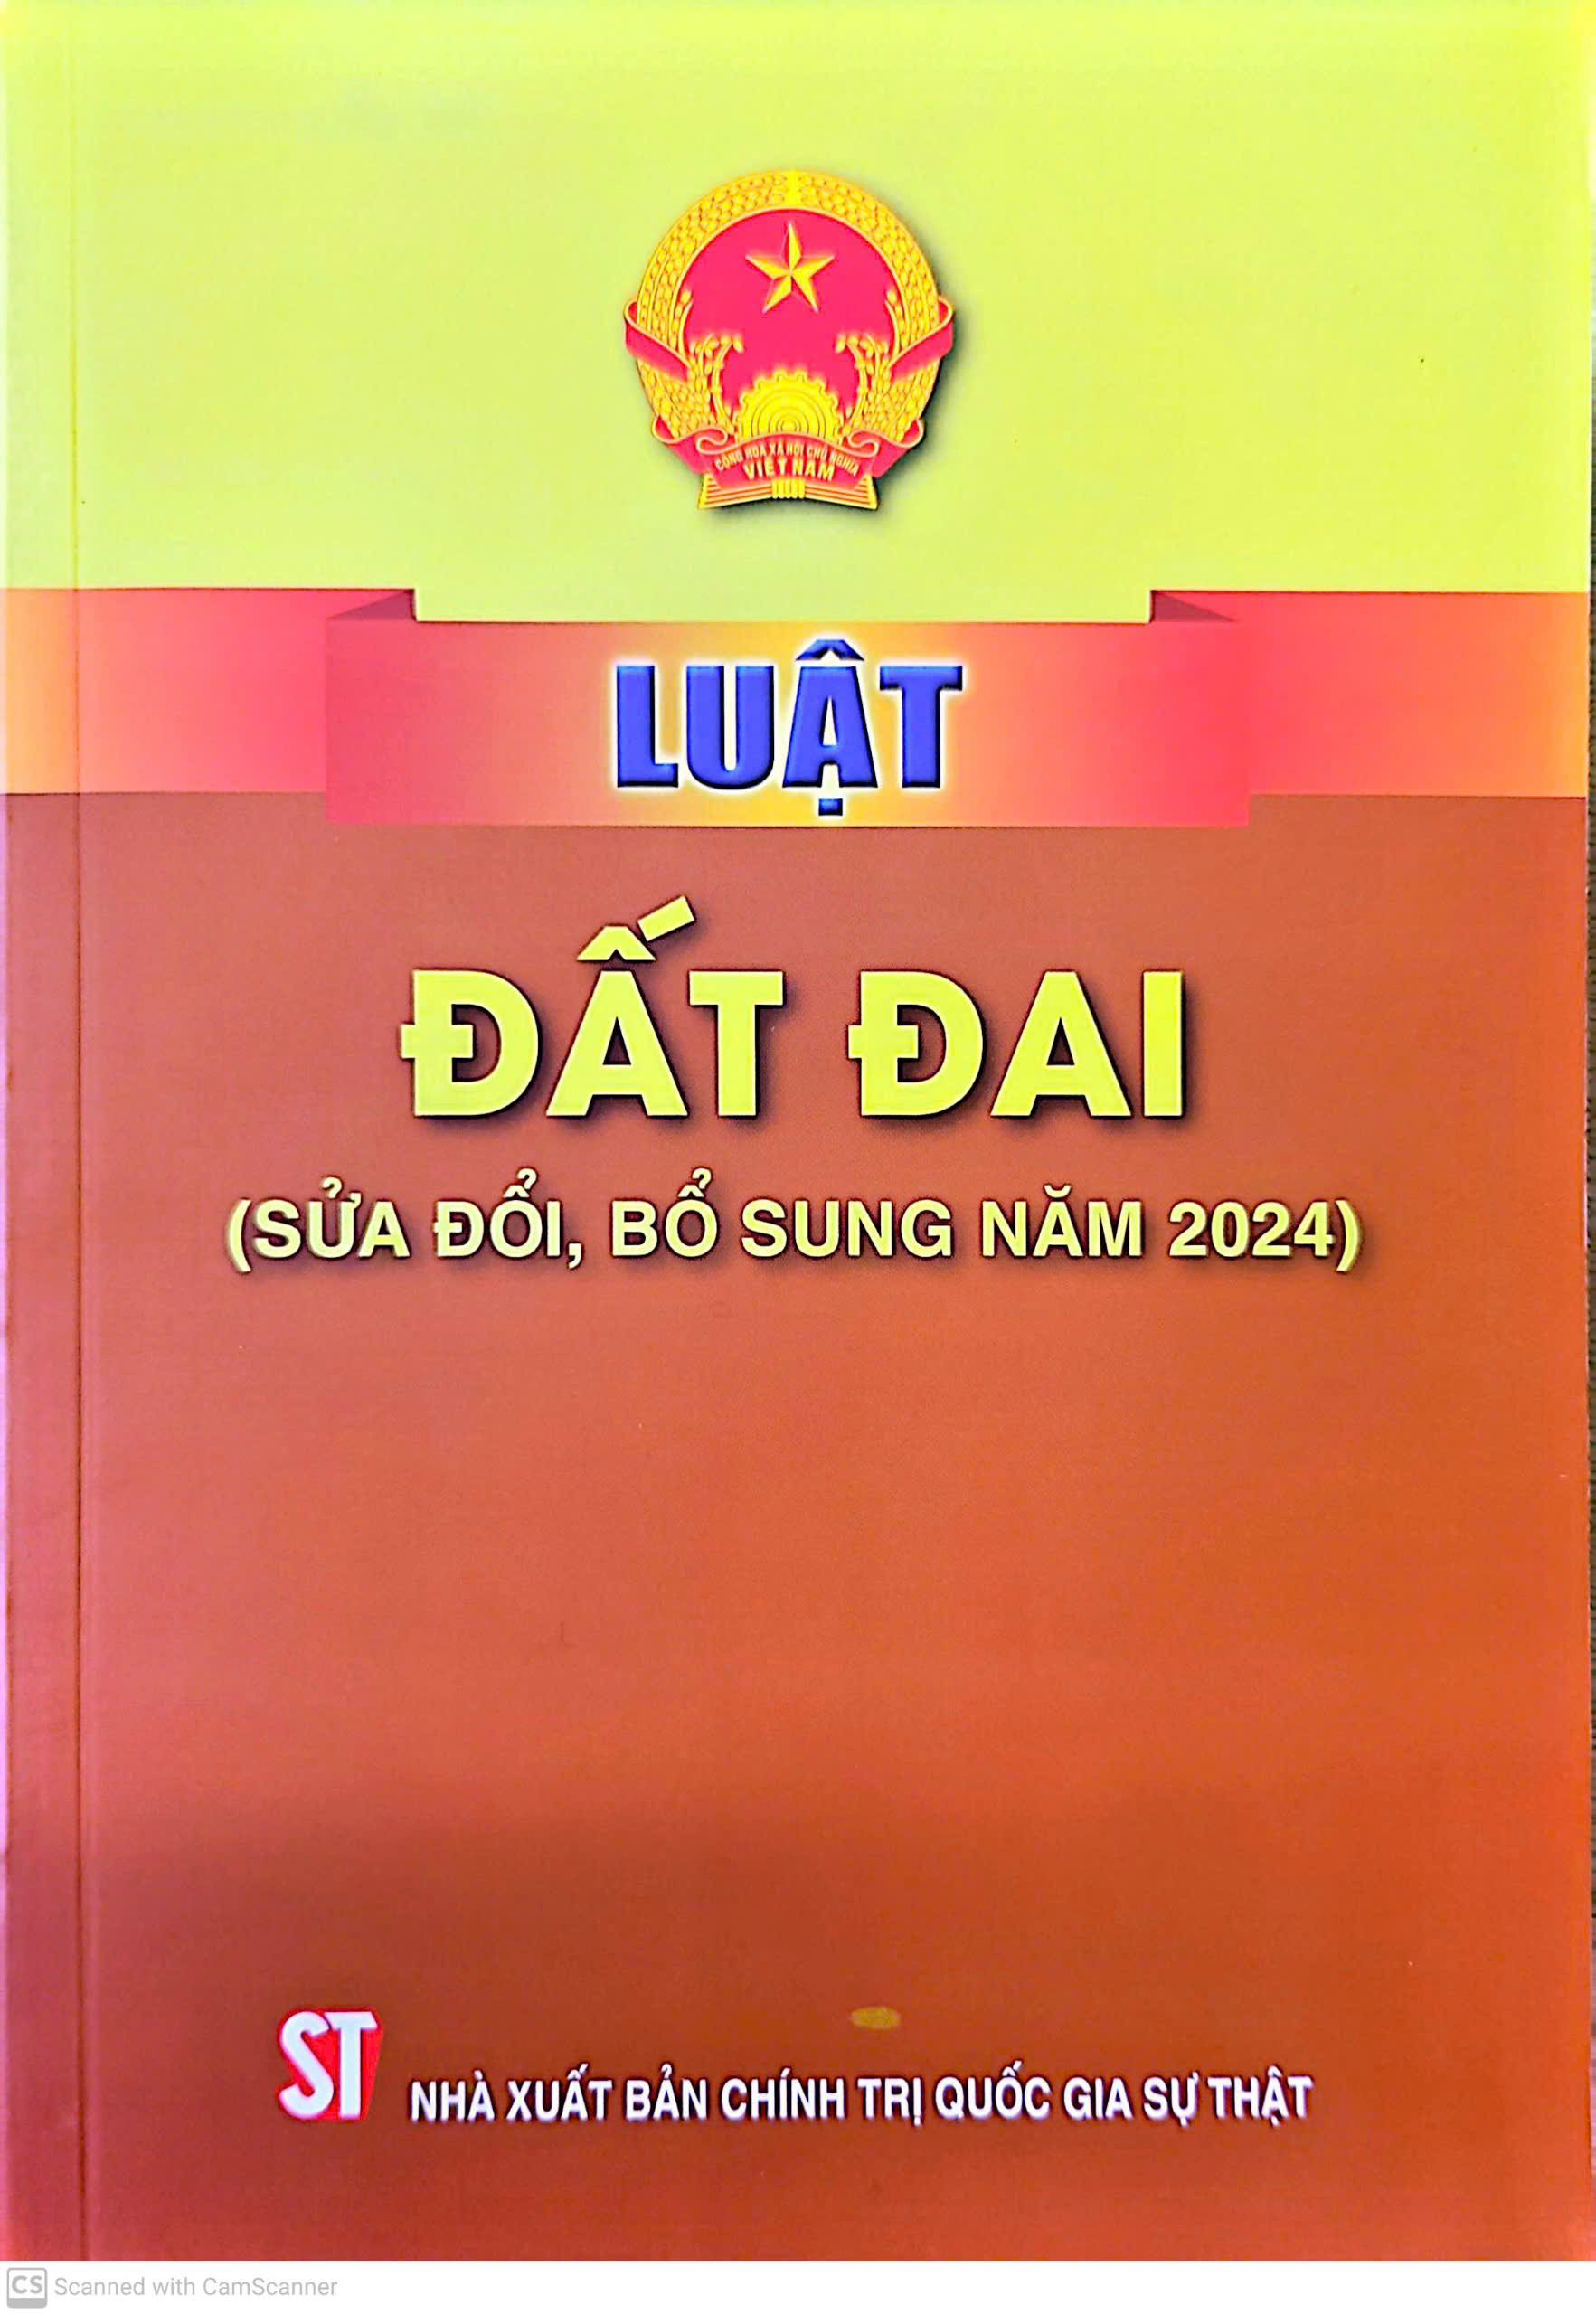 CỘNG HÒA XÃ HỘI CHỦ NGHĨA
VIỆT NAM
LUẬT
ĐẤT ĐAI
(SỬA ĐỔI, BỔ SUNG NĂM 2024)
ST NHÀ XUẤT BẢN CHÍNH TRỊ QUỐC GIA SỰ THẬT
CS Scanned with CamScanner